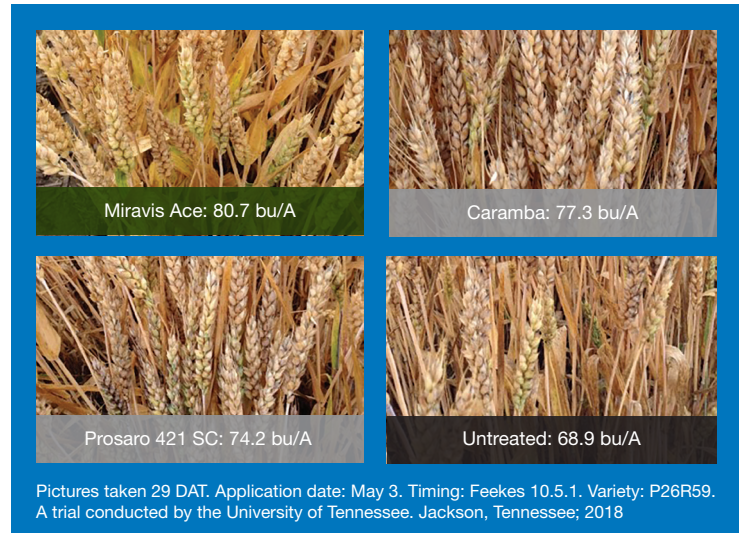 Miravis Ace: 80.7 bu/A
Caramba: 77.3 bu/A
Prosaro 421 SC: 74.2 bu/A
Untreated: 68.9 bu/A
Pictures taken 29 DAT. Application date: May 3. Timing: Feekes 10.5.1. Variety: P26R59.
A trial conducted by the University of Tennessee. Jackson, Tennessee; 2018